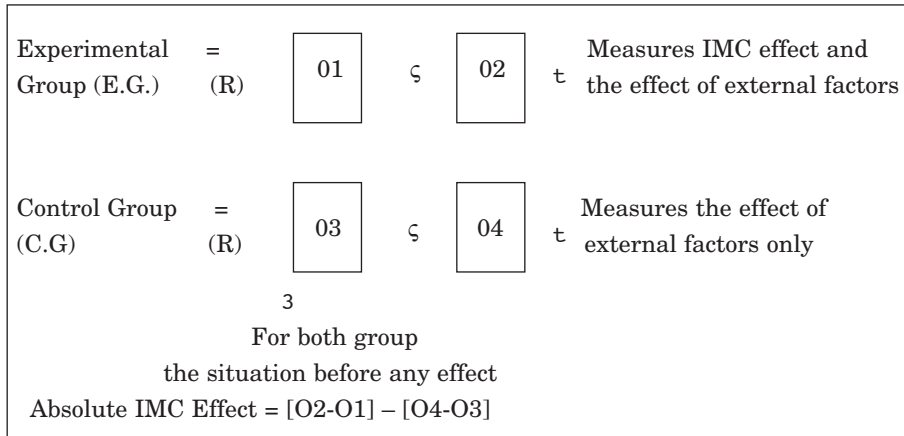 Experimental = Measures IMC effect and
Group (E.G.) (R) 01 ς 02 t the effect of external factors
Control Group = Measures the effect of
(C.G) (R) 03 ς 04 t external factors only
3
For both group
the situation before any effect
Absolute IMC Effect = [O2-O1] – [O4-O3]